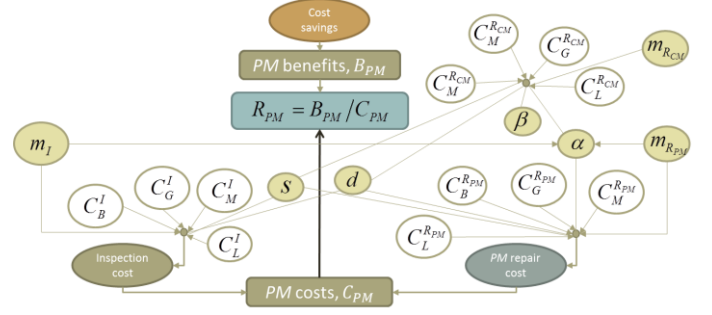 Cost
savings
PM benefits, B_PM
R_PM = B_PM / C_PM
C_M^{R_CM}
C_G^{R_CM}
m_{R_CM}
C_M^{R_CM}
C_L^{R_CM}
β
m_I
α
m_{R_PM}
C_B^I
C_G^I
C_M^I
s
d
C_B^{R_PM}
C_G^{R_PM}
C_M^{R_PM}
C_L^I
C_L^{R_PM}
Inspection
cost
PM repair
cost
PM costs, C_PM